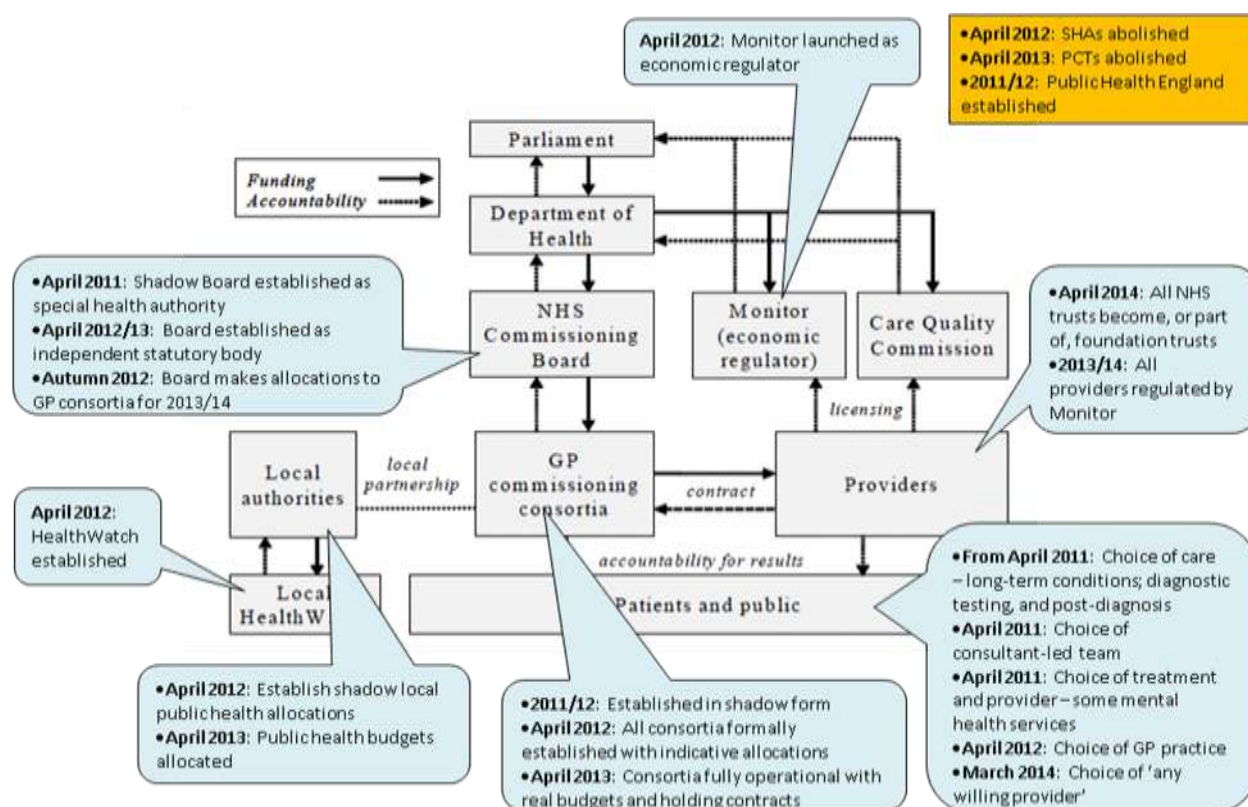 April 2012: Monitor launched as
economic regulator
•April 2012: SHAs abolished
•April 2013: PCTs abolished
•2011/12: Public Health England
established
Parliament
Funding
Accountability
Department of
Health
•April 2011: Shadow Board established as
special health authority
•April 2012/13: Board established as
independent statutory body
•Autumn 2012: Board makes allocations to
GP consortia for 2013/14
NHS
Commissioning
Board
Monitor
(economic
regulator)
Care Quality
Commission
•April 2014: All NHS
trusts become, or part
of, foundation trusts
•2013/14: All
providers regulated by
Monitor
licensing
Local
authorities
local
partnership
GP
commissioning
consortia
contract
Providers
April 2012:
HealthWatch
established
accountability for results
Local
HealthW
Patients and public
•From April 2011: Choice of care
– long-term conditions; diagnostic
testing, and post-diagnosis
•April 2011: Choice of
consultant-led team
•April 2011: Choice of treatment
and provider – some mental
health services
•April 2012: Choice of GP practice
•March 2014: Choice of 'any
willing provider'
•April 2012: Establish shadow local
public health allocations
•April 2013: Public health budgets
allocated
•2011/12: Established in shadow form
•April 2012: All consortia formally
established with indicative allocations
•April 2013: Consortia fully operational with
real budgets and holding contracts